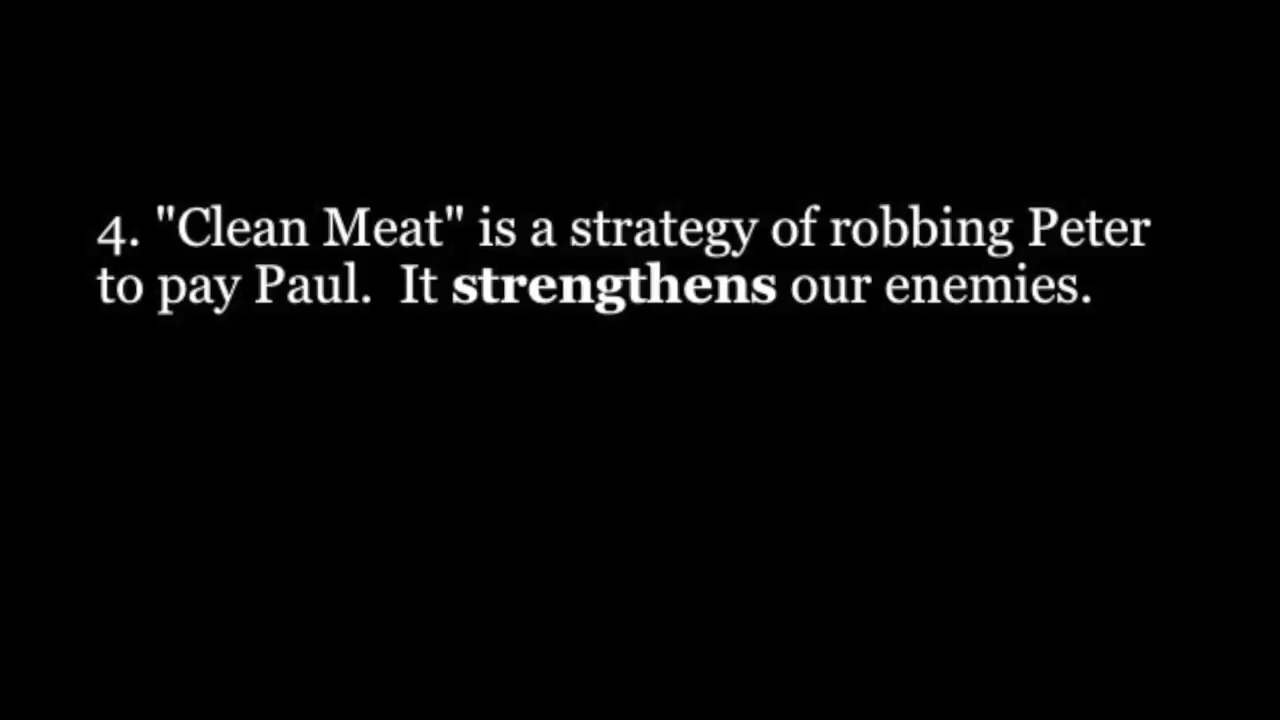 4. "Clean Meat" is a strategy of robbing Peter
to pay Paul.  It strengthens our enemies.